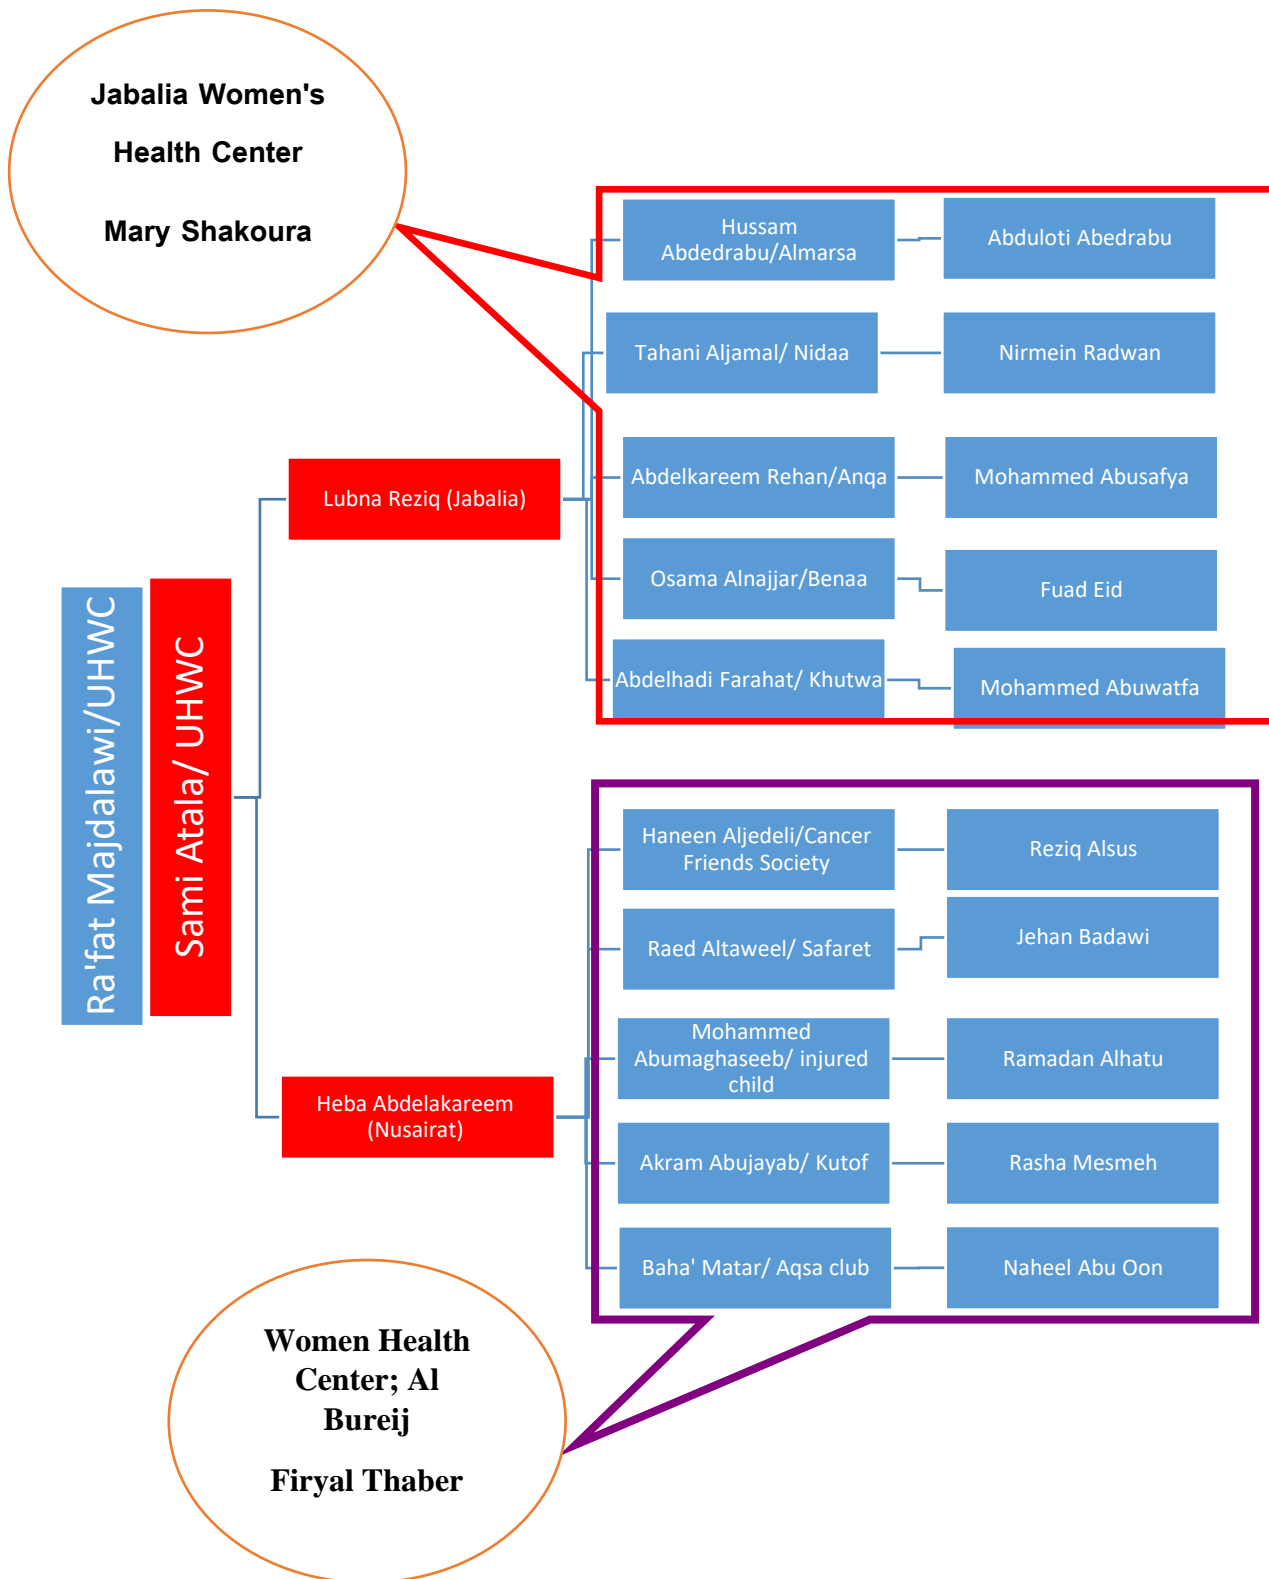 Jabalia Women's
Health Center
Mary Shakoura
Hussam
Abdedrabu/Almarsa
Abduloti Abedrabu
Tahani Aljamal/ Nidaa
Nirmein Radwan
Lubna Reziq (Jabalia)
Abdelkareem Rehan/Anqa
Mohammed Abusafya
Osama Alnajjar/Benaa
Fuad Eid
Abdelhadi Farahat/ Khutwa
Mohammed Abuwatfa
Ra'fat Majdalawi/UHWC
Sami Atala/ UHWC
Haneen Aljedeli/Cancer
Friends Society
Reziq Alsus
Raed Altaweel/ Safaret
Jehan Badawi
Mohammed
Abumaghaseeb/ injured
child
Ramadan Alhatu
Heba Abdelakareem
(Nusairat)
Akram Abujayab/ Kutof
Rasha Mesmeh
Baha' Matar/ Aqsa club
Naheel Abu Oon
Women Health
Center; Al
Bureij
Firyal Thaber